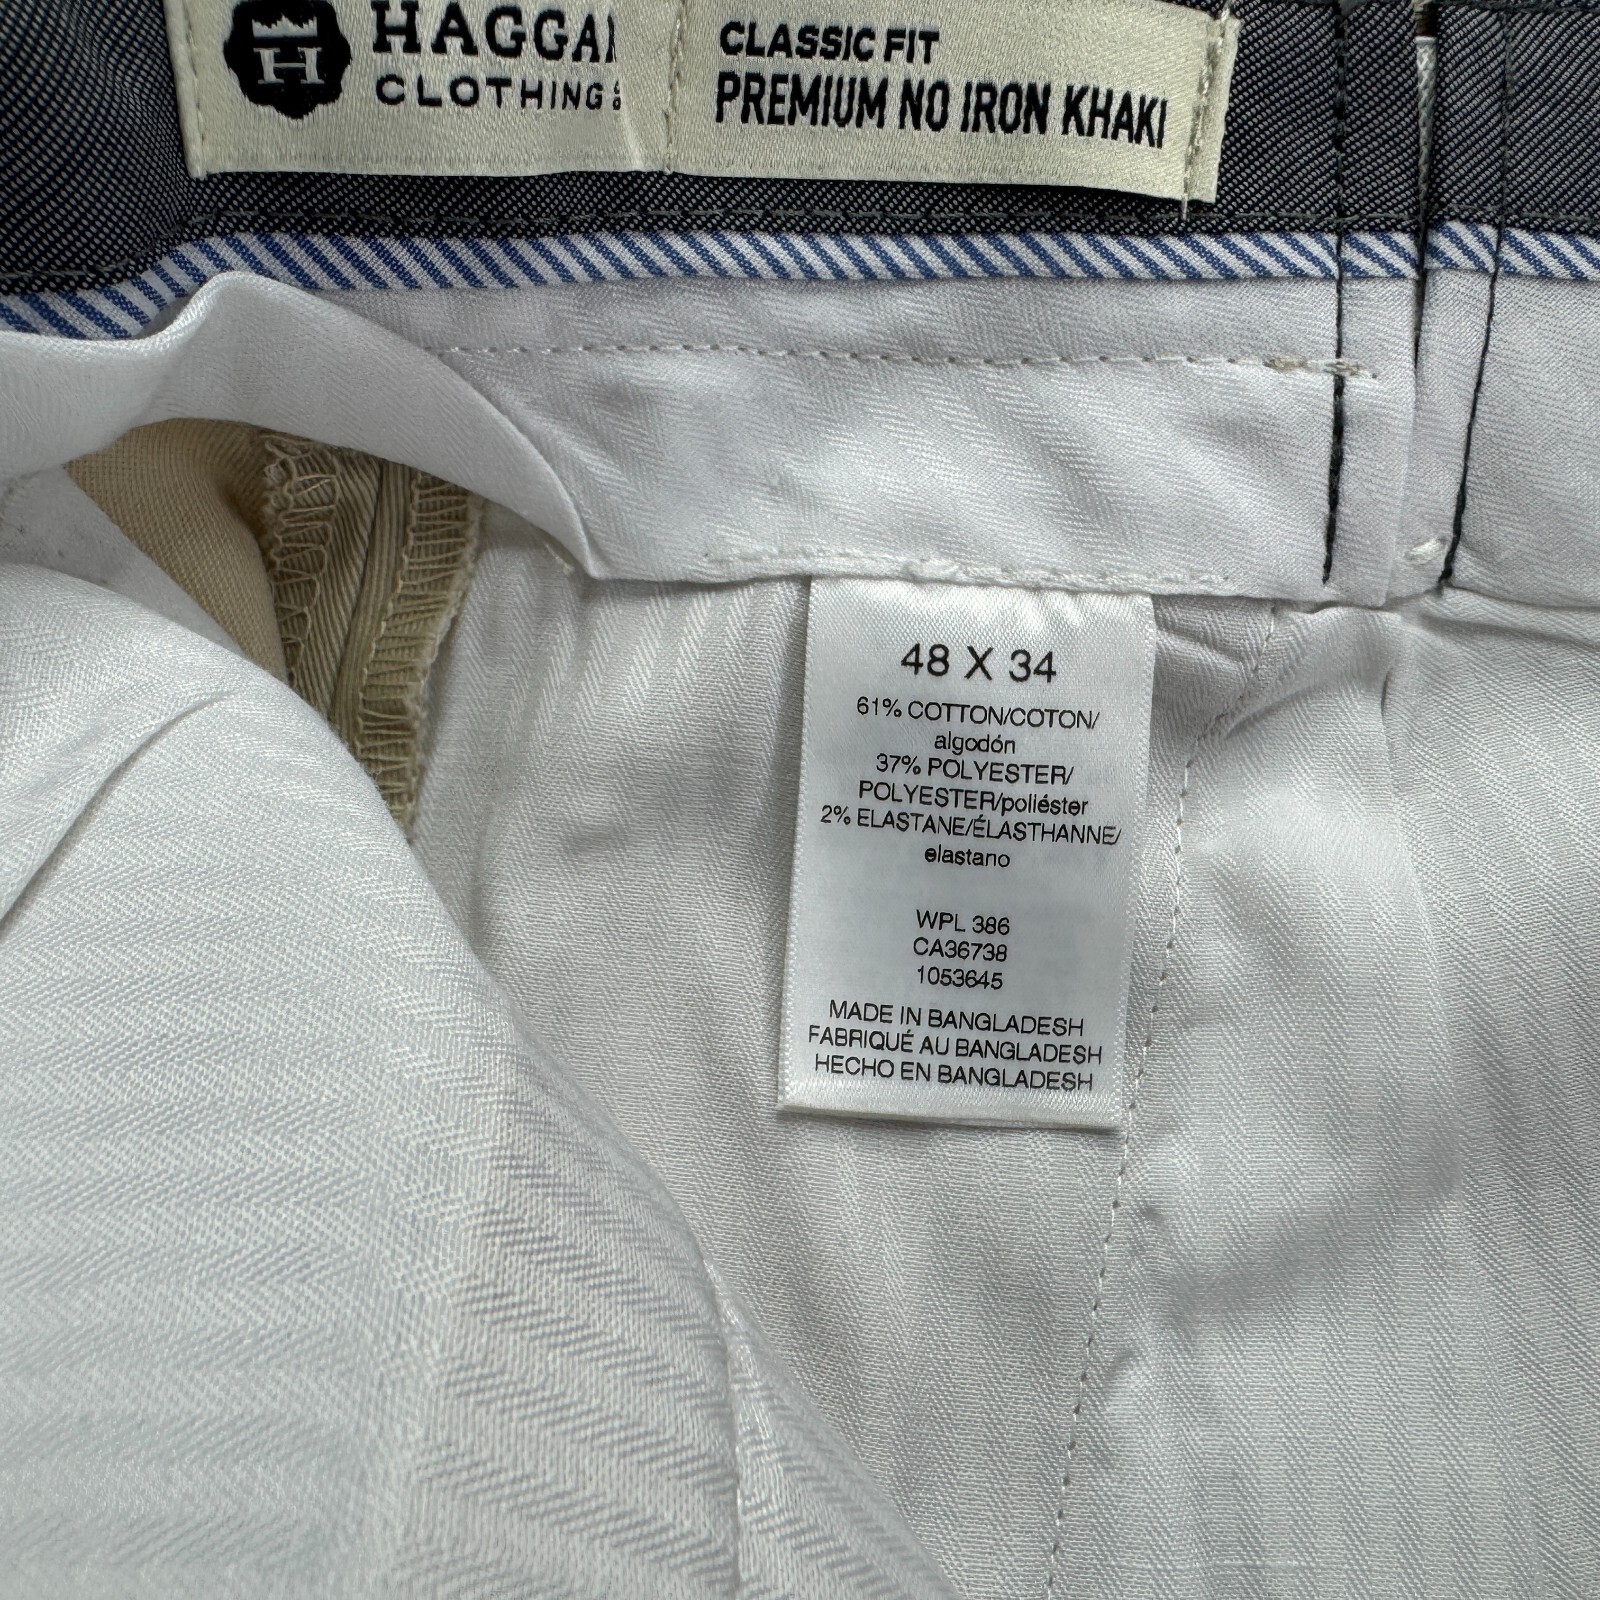 H
CLOTHING CO
CLASSIC FIT
PREMIUM NO IRON KHAKI
48 X 34
61% COTTON/COTON/
algodón
37% POLYESTER/
POLYESTER/poliéster
2% ELASTANE/ÉLASTHANNE/
elastano
WPL 386
CA36738
1053645
MADE IN BANGLADESH
FABRIQUÉ AU BANGLADESH
HECHO EN BANGLADESH